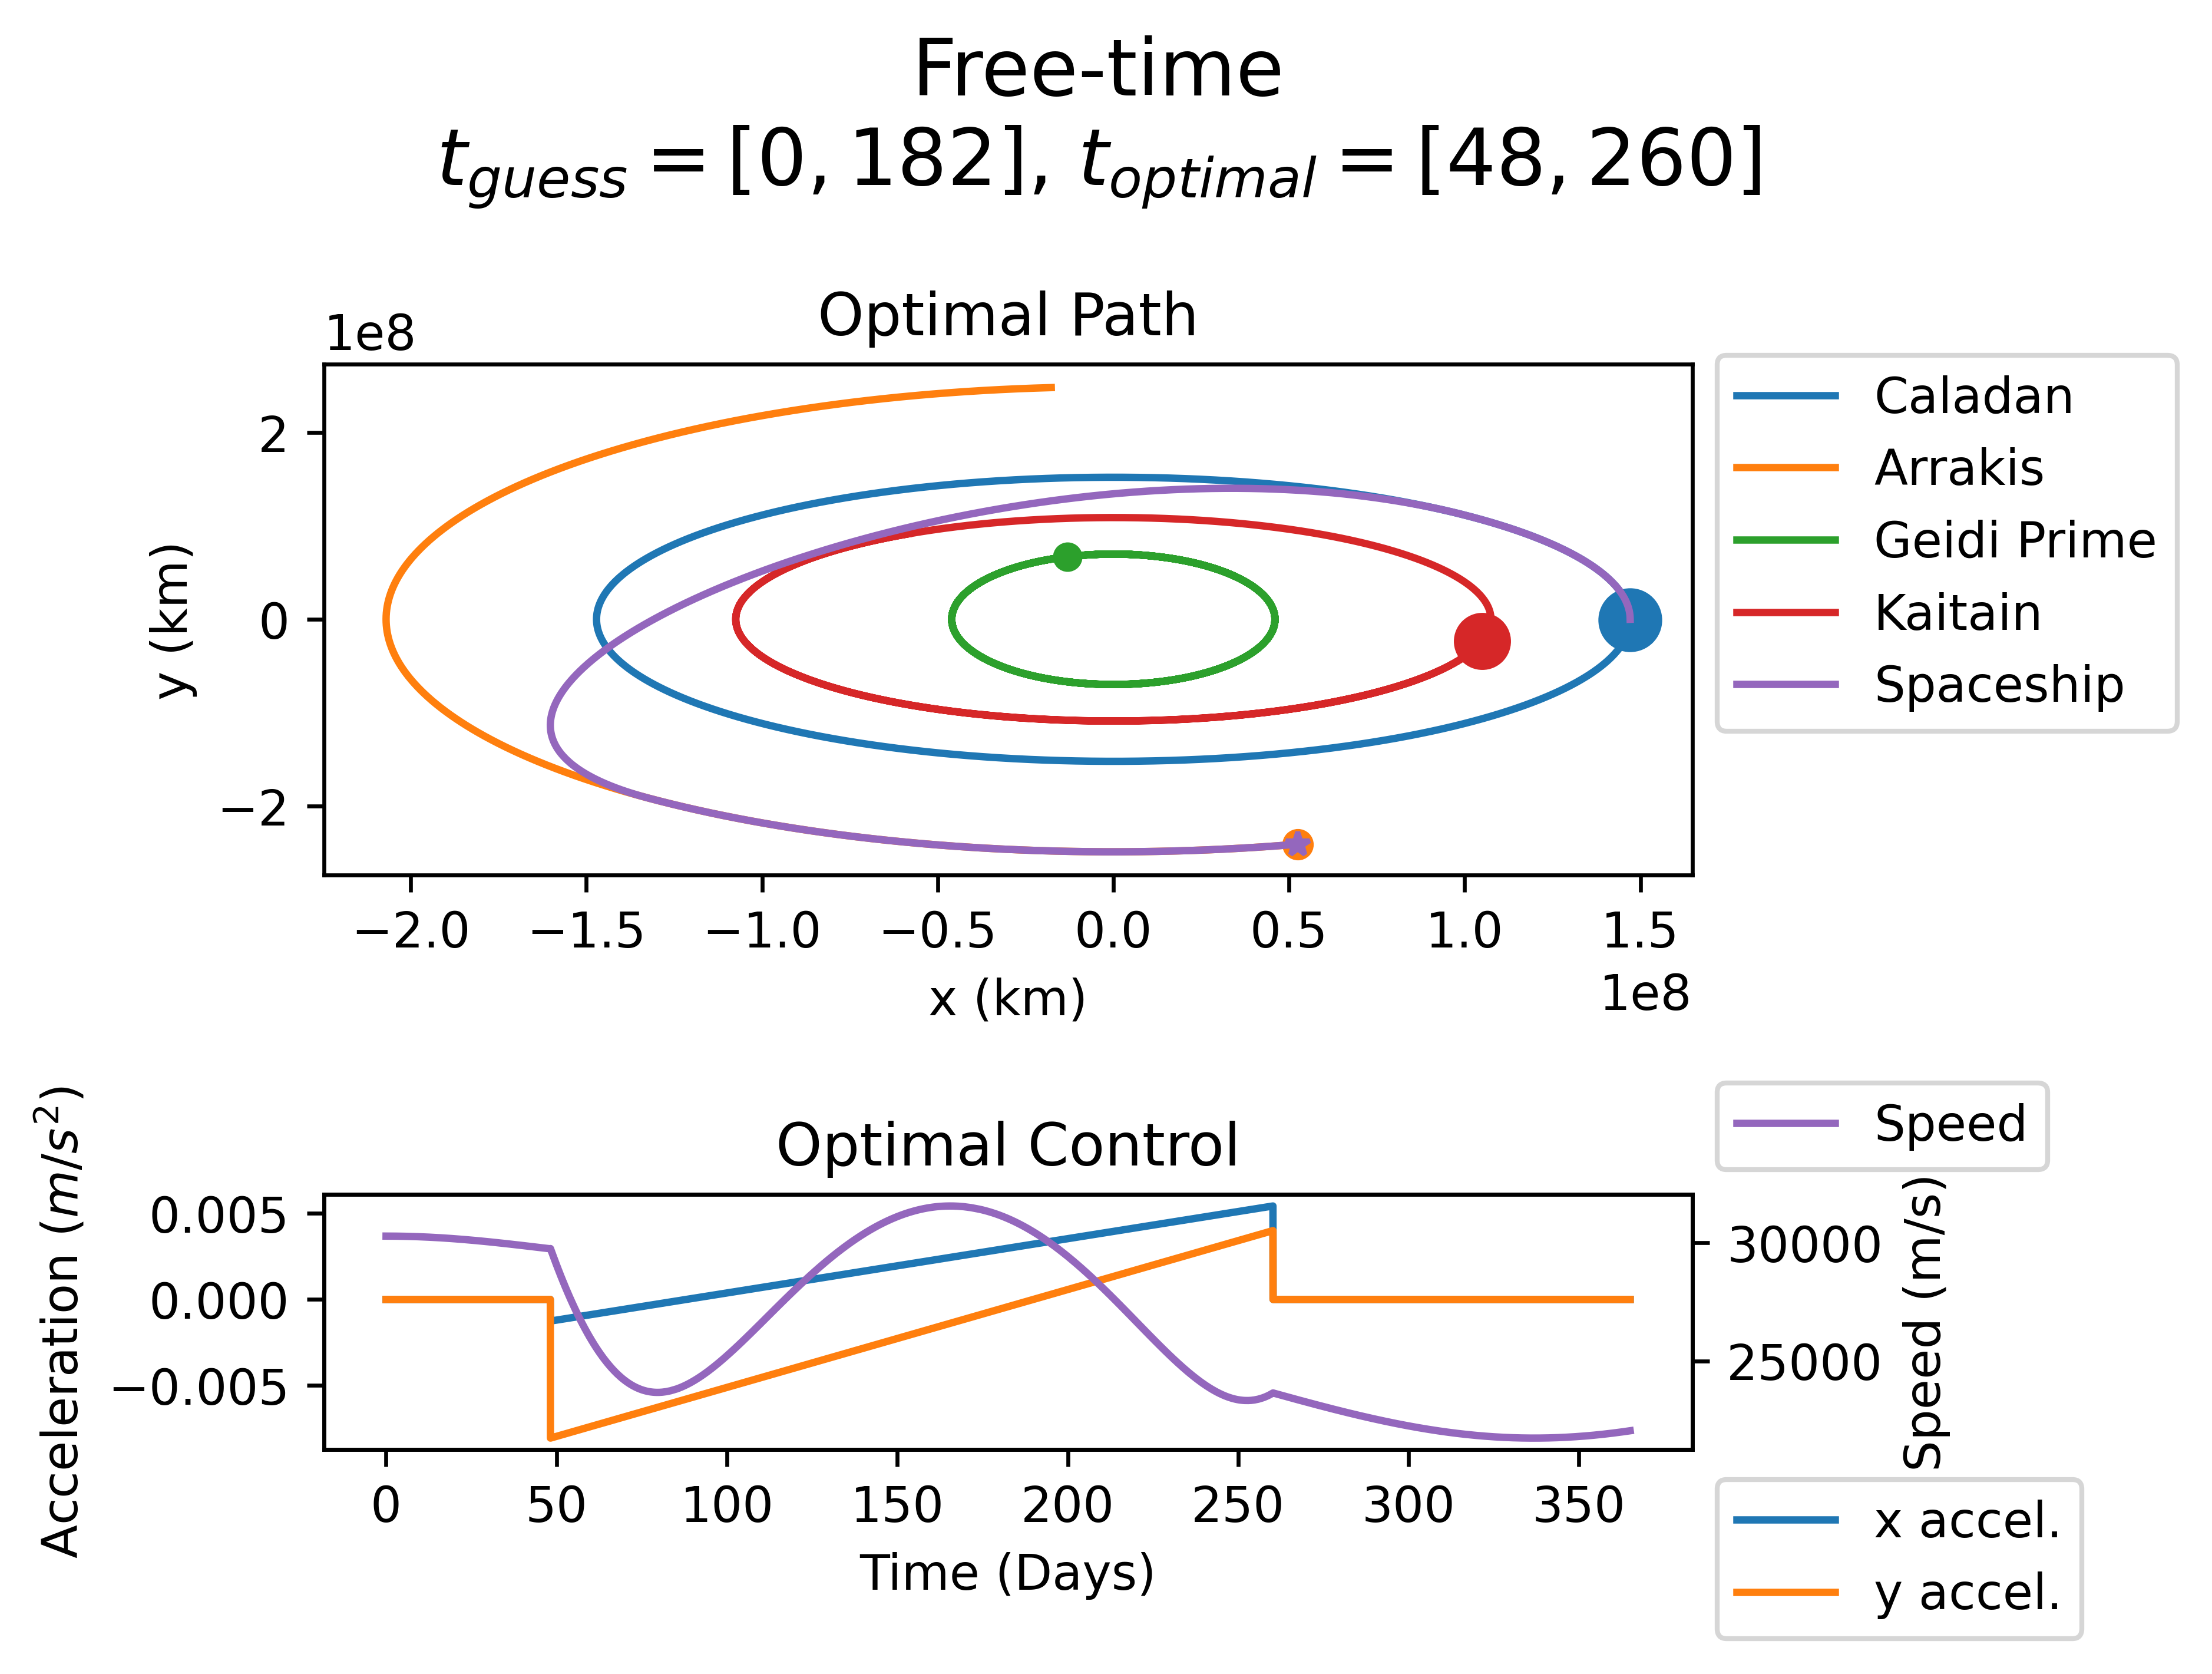 Free-time
t_guess = [0, 182], t_optimal = [48, 260]
Optimal Path
1e8
2
0
−2
y (km)
−2.0 −1.5 −1.0 −0.5 0.0 0.5 1.0 1.5
1e8
x (km)
Caladan
Arrakis
Geidi Prime
Kaitain
Spaceship
Optimal Control
Speed
0.005
0.000
−0.005
Acceleration (m/s²)
30000
25000
Speed (m/s)
0 50 100 150 200 250 300 350
Time (Days)
x accel.
y accel.